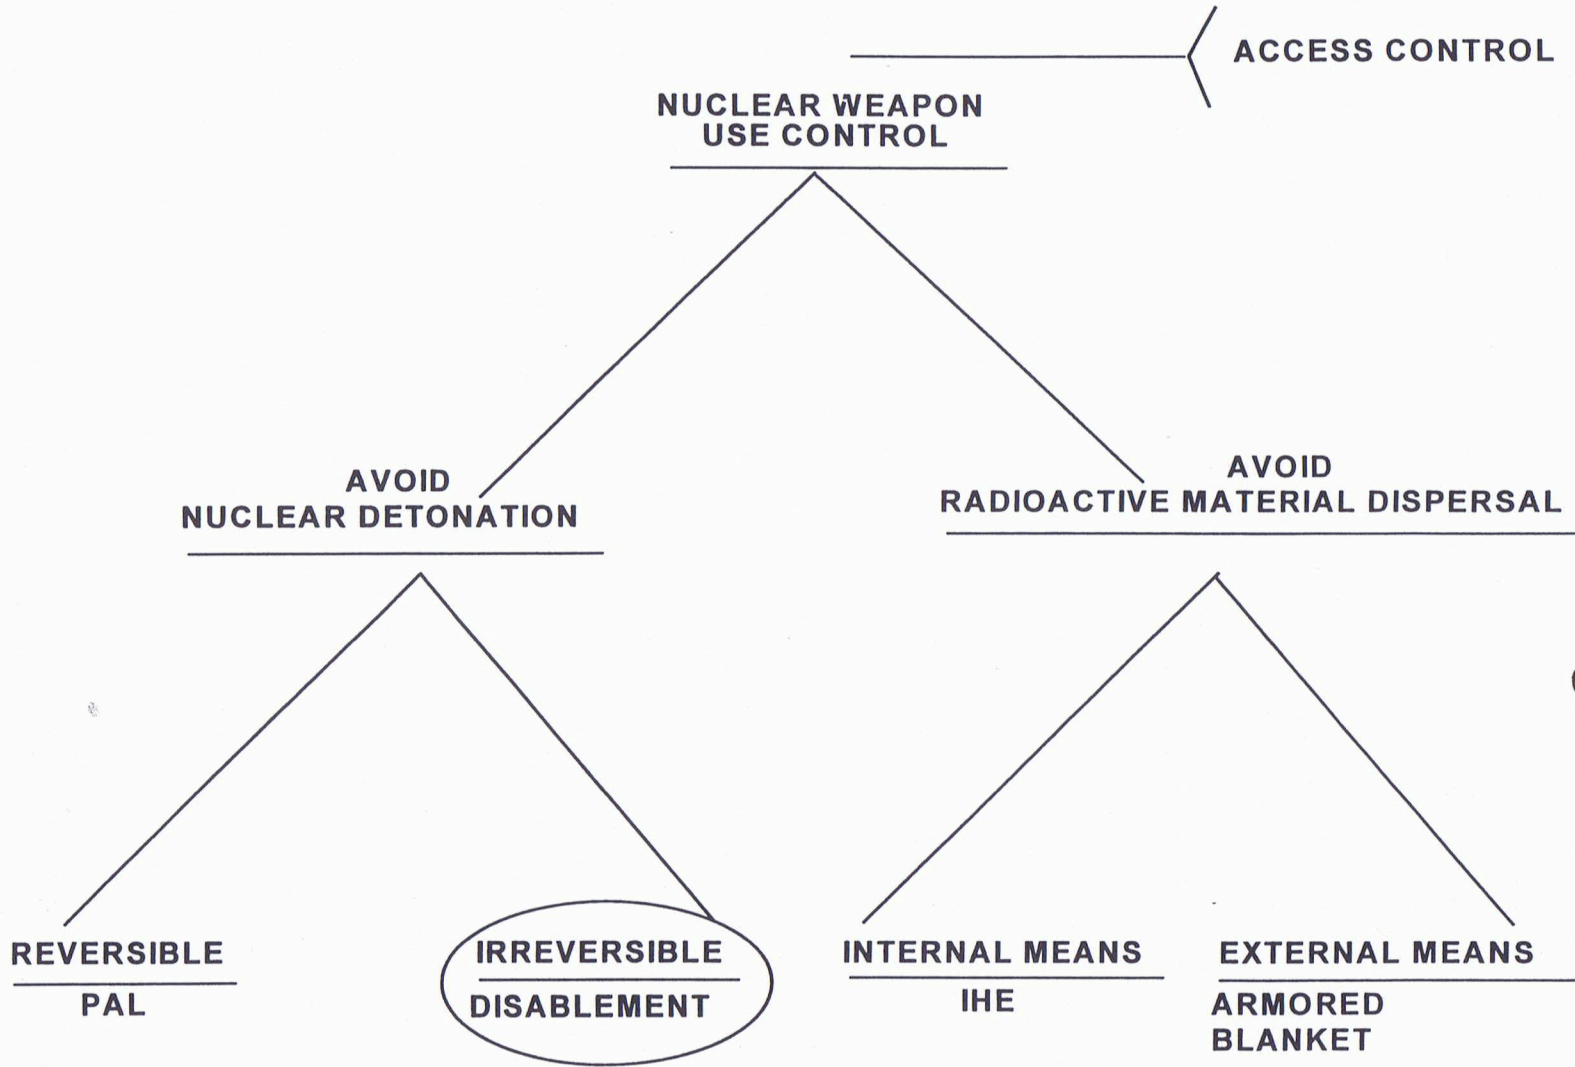 ACCESS CONTROL
NUCLEAR WEAPON
USE CONTROL
AVOID
NUCLEAR DETONATION
AVOID
RADIOACTIVE MATERIAL DISPERSAL
REVERSIBLE
PAL
IRREVERSIBLE
DISABLEMENT
INTERNAL MEANS
IHE
EXTERNAL MEANS
ARMORED
BLANKET